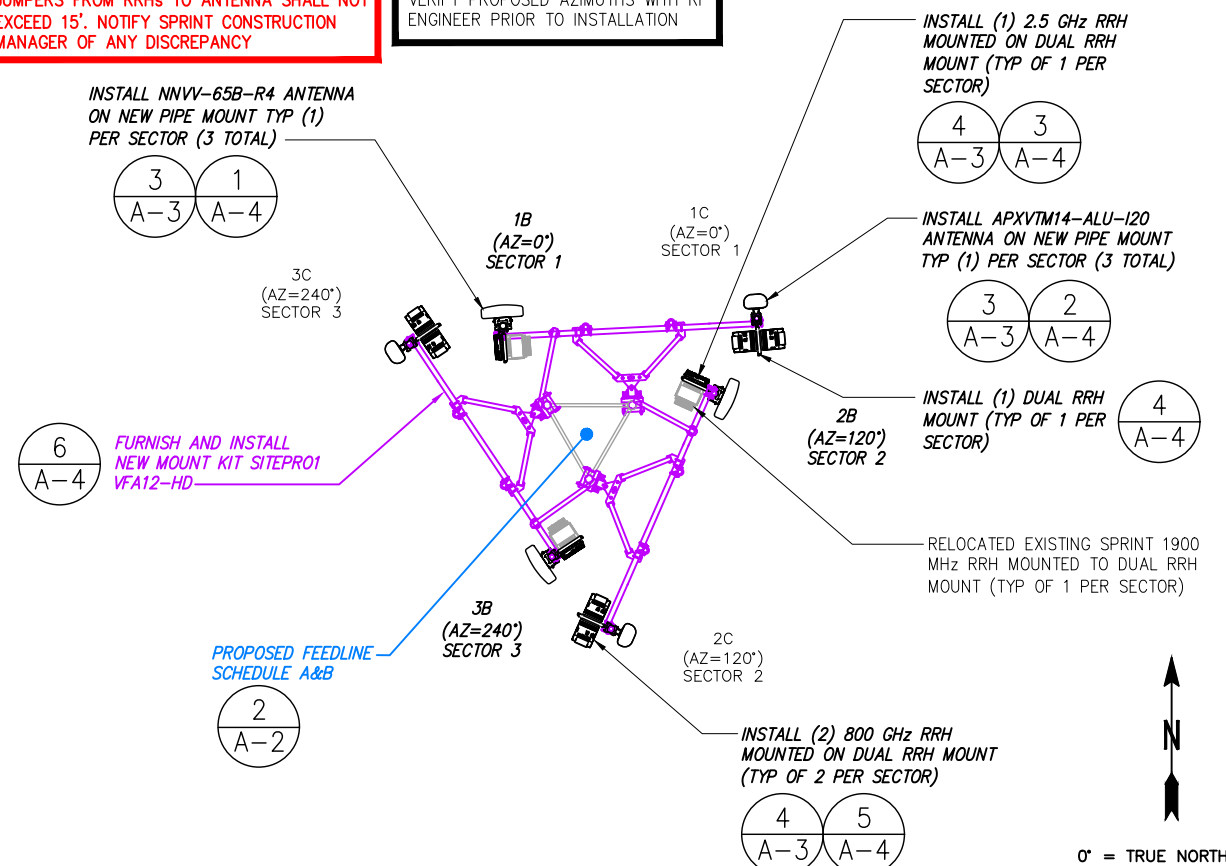 JUMPERS FROM RRHs TO ANTENNA SHALL NOT
EXCEED 15'. NOTIFY SPRINT CONSTRUCTION
MANAGER OF ANY DISCREPANCY
VERIFY PROPOSED AZIMUTHS WITH RF
ENGINEER PRIOR TO INSTALLATION
INSTALL (1) 2.5 GHz RRH
MOUNTED ON DUAL RRH
MOUNT (TYP OF 1 PER
SECTOR)
4
A-3
3
A-4
INSTALL NNVV-65B-R4 ANTENNA
ON NEW PIPE MOUNT TYP (1)
PER SECTOR (3 TOTAL)
3
A-3
1
A-4
1B
(AZ=0°)
SECTOR 1
1C
(AZ=0°)
SECTOR 1
INSTALL APXVTM14-ALU-I20
ANTENNA ON NEW PIPE MOUNT
TYP (1) PER SECTOR (3 TOTAL)
3
A-3
2
A-4
3C
(AZ=240°)
SECTOR 3
INSTALL (1) DUAL RRH
MOUNT (TYP OF 1 PER
SECTOR)
4
A-4
2B
(AZ=120°)
SECTOR 2
6
A-4
FURNISH AND INSTALL
NEW MOUNT KIT SITEPRO1
VFA12-HD
RELOCATED EXISTING SPRINT 1900
MHz RRH MOUNTED TO DUAL RRH
MOUNT (TYP OF 1 PER SECTOR)
3B
(AZ=240°)
SECTOR 3
2C
(AZ=120°)
SECTOR 2
PROPOSED FEEDLINE
SCHEDULE A&B
2
A-2
INSTALL (2) 800 GHz RRH
MOUNTED ON DUAL RRH MOUNT
(TYP OF 2 PER SECTOR)
4
A-3
5
A-4
N
0° = TRUE NORTH